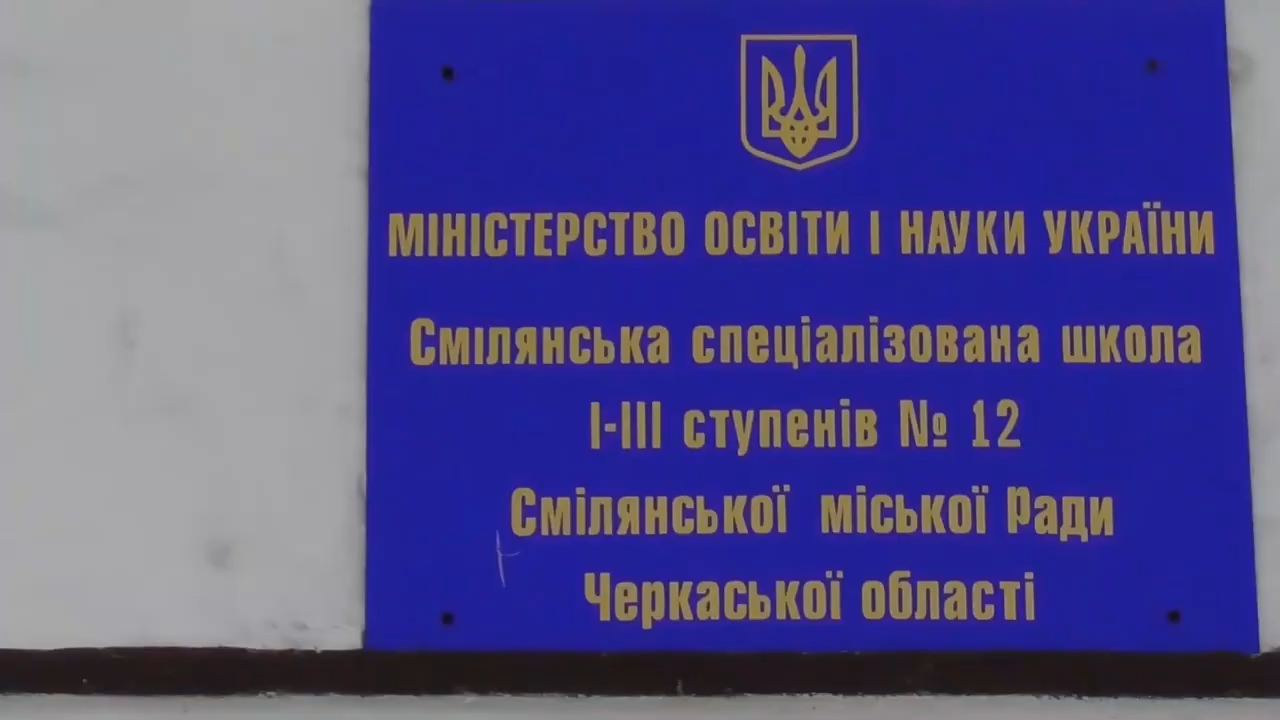 МІНІСТЕРСТВО ОСВІТИ І НАУКИ УКРАЇНИ
Смілянська спеціалізована школа
І-ІІІ ступенів № 12
Смілянської міської Ради
Черкаської області